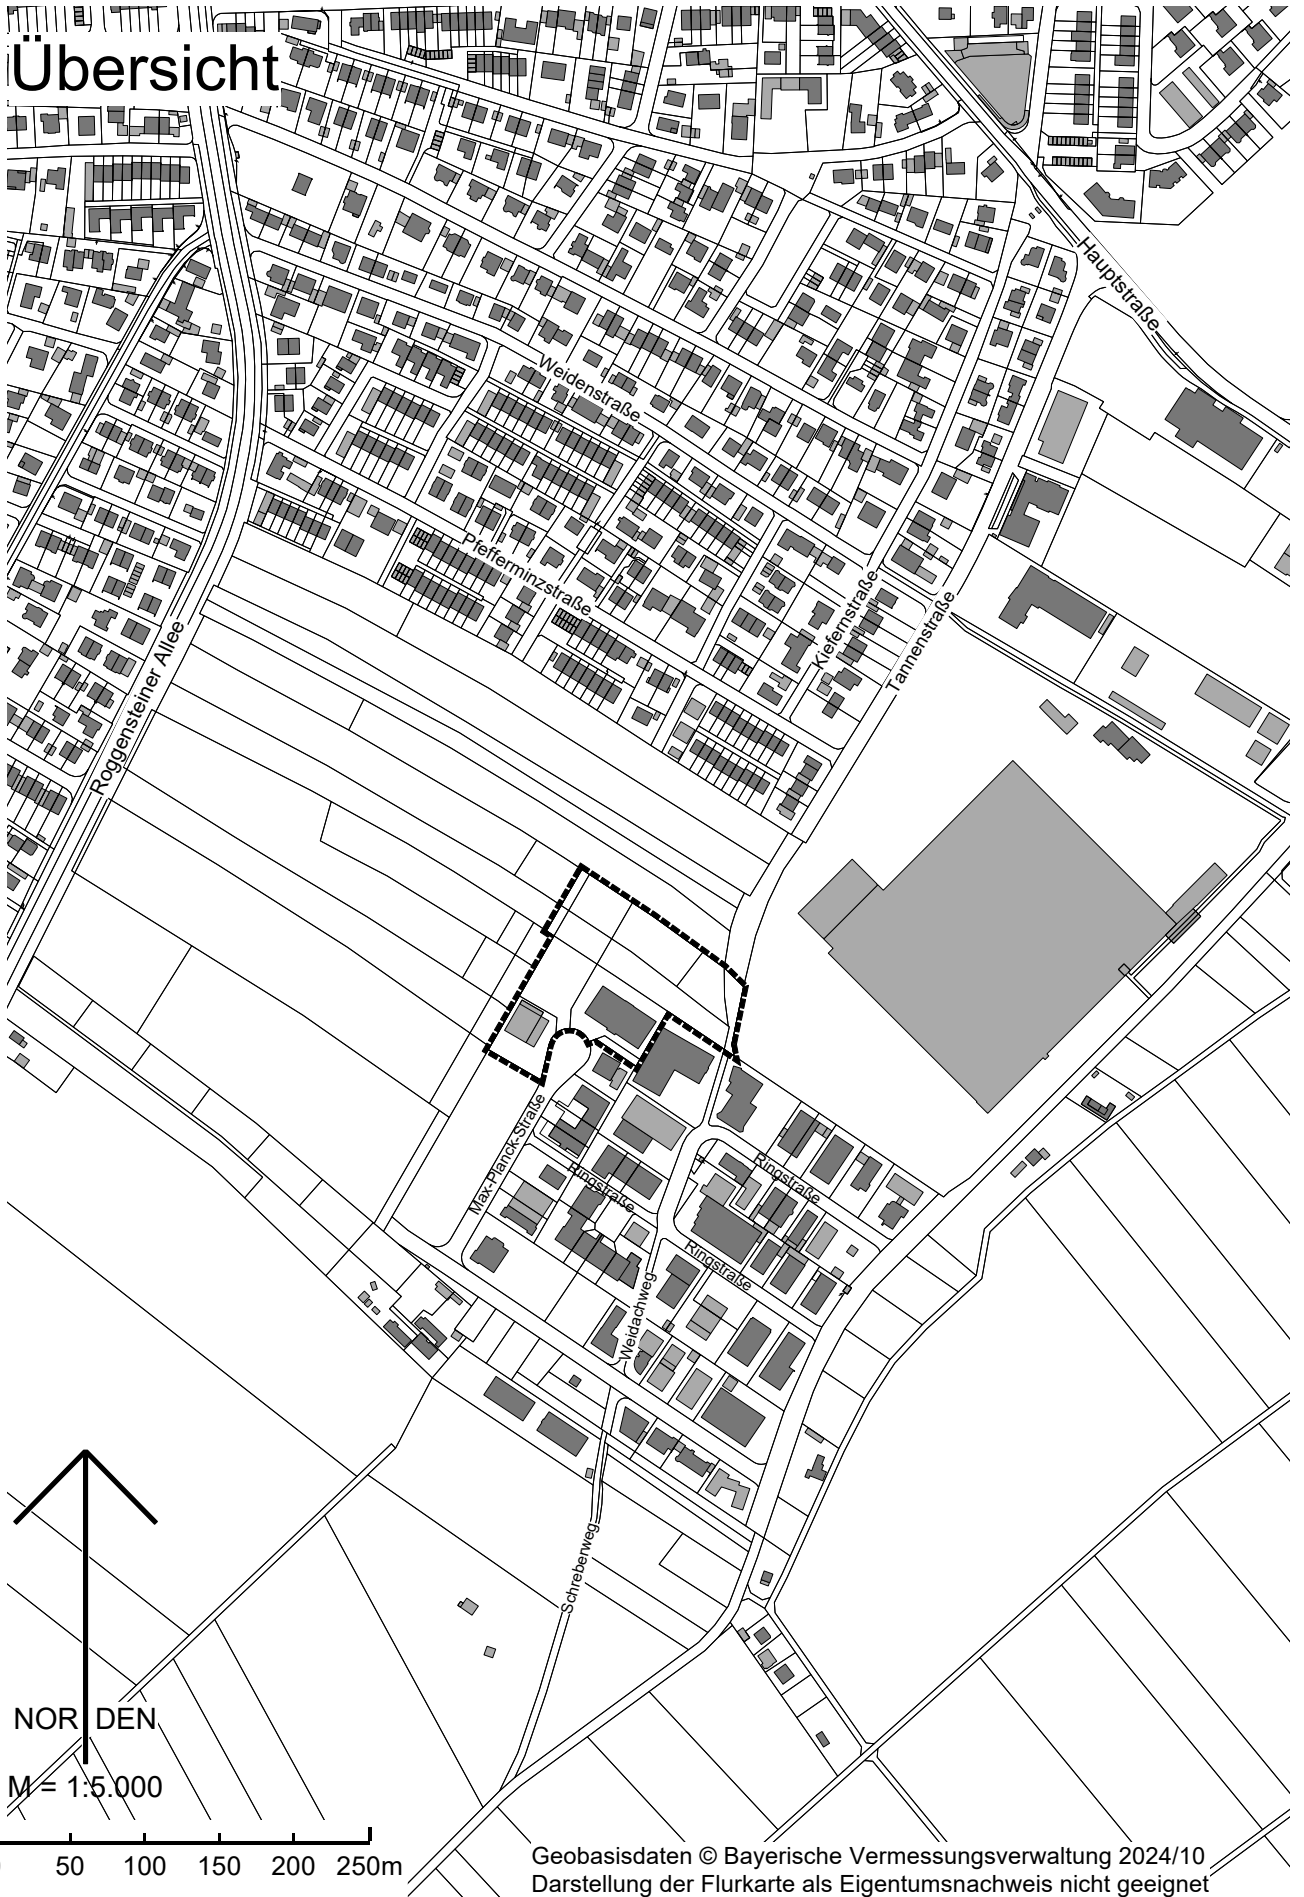 Übersicht
Hauptstraße
Weidenstraße
Pfefferminzstraße
Kiefernstraße
Tannenstraße
Roggensteiner Allee
Max-Planck-Straße
Ringstraße
Ringstraße
Ringstraße
Weidachweg
Schreberweg
NORDEN
M = 1:5.000
50 100 150 200 250m
Geobasisdaten © Bayerische Vermessungsverwaltung 2024/10
Darstellung der Flurkarte als Eigentumsnachweis nicht geeignet